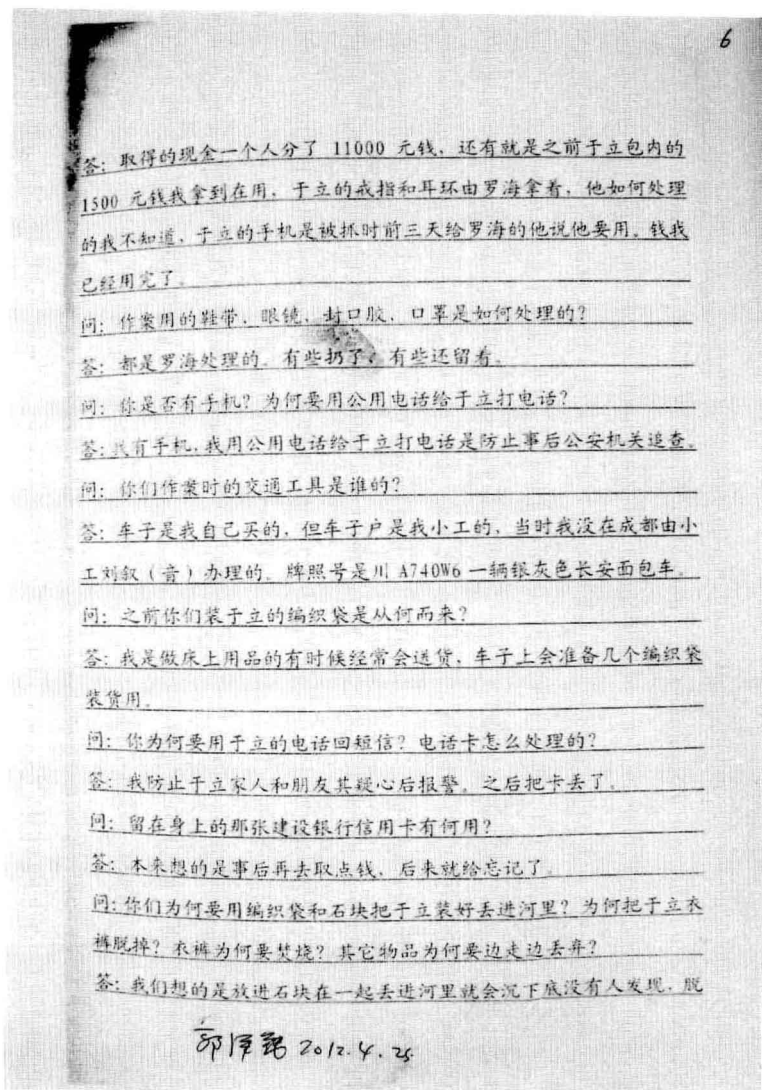 6
答：取得的现金一个人分了 11000 元钱，还有就是之前于立包内的
1500 元钱我拿到在用，于立的戒指和耳环由罗海拿着，他如何处理
的我不知道，于立的手机是被抓时前三天给罗海的他说他要用。钱我
已经用完了。
问：作案用的鞋带、眼镜、封口胶、口罩是如何处理的？
答：都是罗海处理的。有些扔了，有些还留着。
问：你是否有手机？为何要用公用电话给于立打电话？
答：我有手机，我用公用电话给于立打电话是防止事后公安机关追查。
问：你们作案时的交通工具是谁的？
答：车子是我自己买的，但车子户是我小工的，当时我没在成都由小
工刘叙（音）办理的。牌照号是川 A740W6 一辆银灰色长安面包车。
问：之前你们装于立的编织袋是从何而来？
答：我是做床上用品的有时候经常会送货，车子上会准备几个编织袋
装货用。
问：你为何要用于立的电话回短信？电话卡怎么处理的？
答：我防止于立家人和朋友其疑心后报警。之后把卡丢了。
问：留在身上的那张建设银行信用卡有何用？
答：本来想的是事后再去取点钱，后来就给忘记了。
问：你们为何要用编织袋和石块把于立装好丢进河里？为何把于立衣
裤脱掉？衣裤为何要焚烧？其它物品为何要边走边丢弃？
答：我们想的是放进石块在一起丢进河里就会沉下底没有人发现，脱
2012.4.25